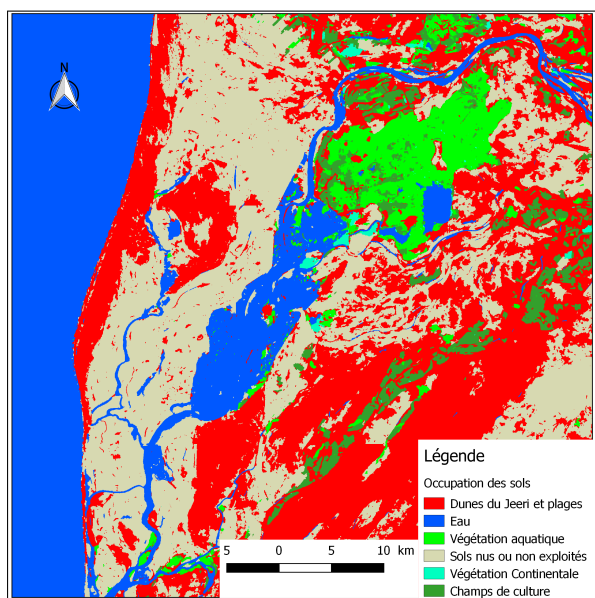 N
Légende
Occupation des sols
Dunes du Jeeri et plages
Eau
Végétation aquatique
Sols nus ou non exploités
Végétation Continentale
Champs de culture
5 0 5 10 km